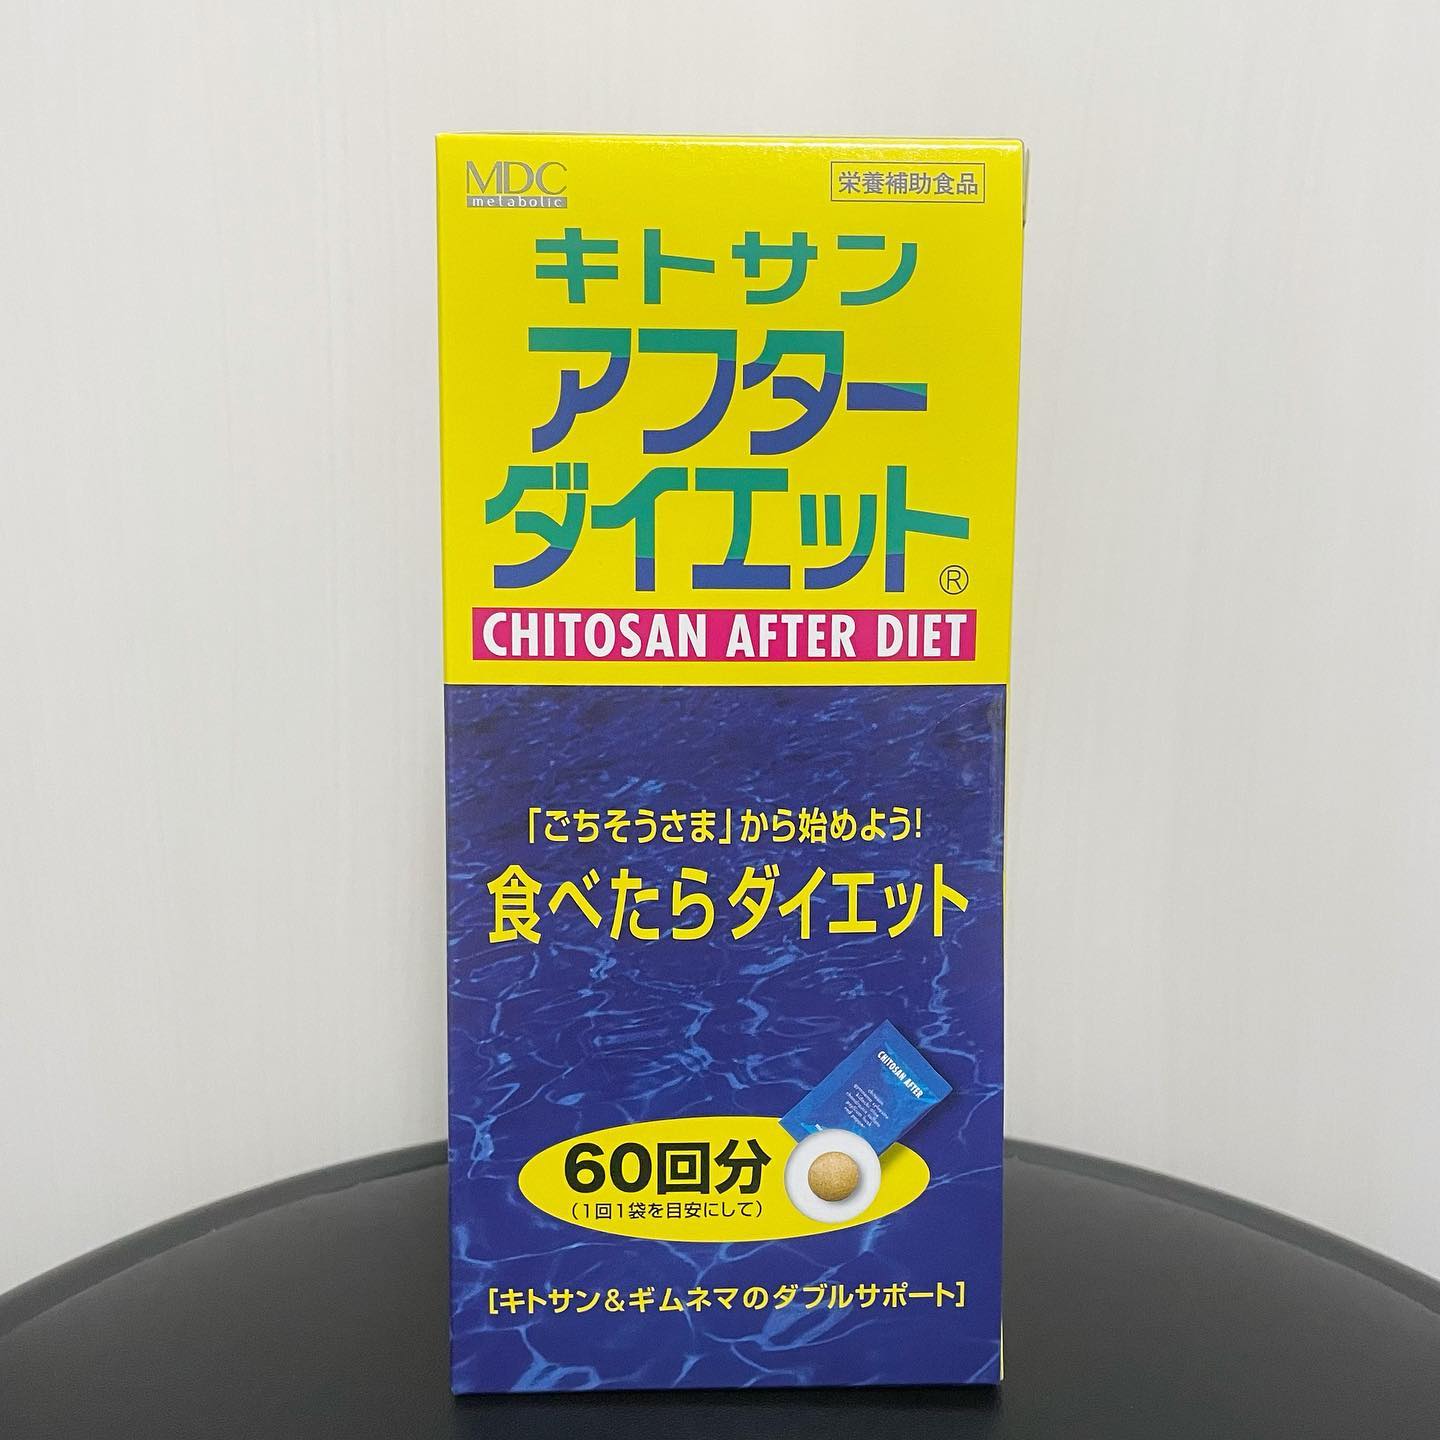 MDC
metabolic
栄養補助食品
キトサン
アフター
ダイエット®
CHITOSAN AFTER DIET
「ごちそうさま」から始めよう!
食べたらダイエット
CHITOSAN AFTER
60回分
(1回1袋を目安にして)
[キトサン&ギムネマのダブルサポート]